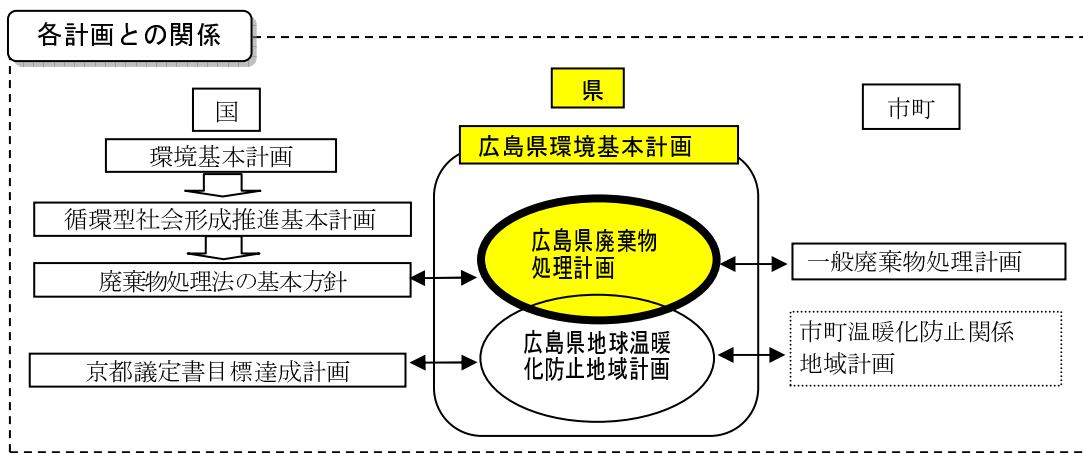 各計画との関係
国
環境基本計画
循環型社会形成推進基本計画
廃棄物処理法の基本方針
京都議定書目標達成計画
県
広島県環境基本計画
広島県廃棄物
処理計画
広島県地球温暖
化防止地域計画
市町
一般廃棄物処理計画
市町温暖化防止関係
地域計画